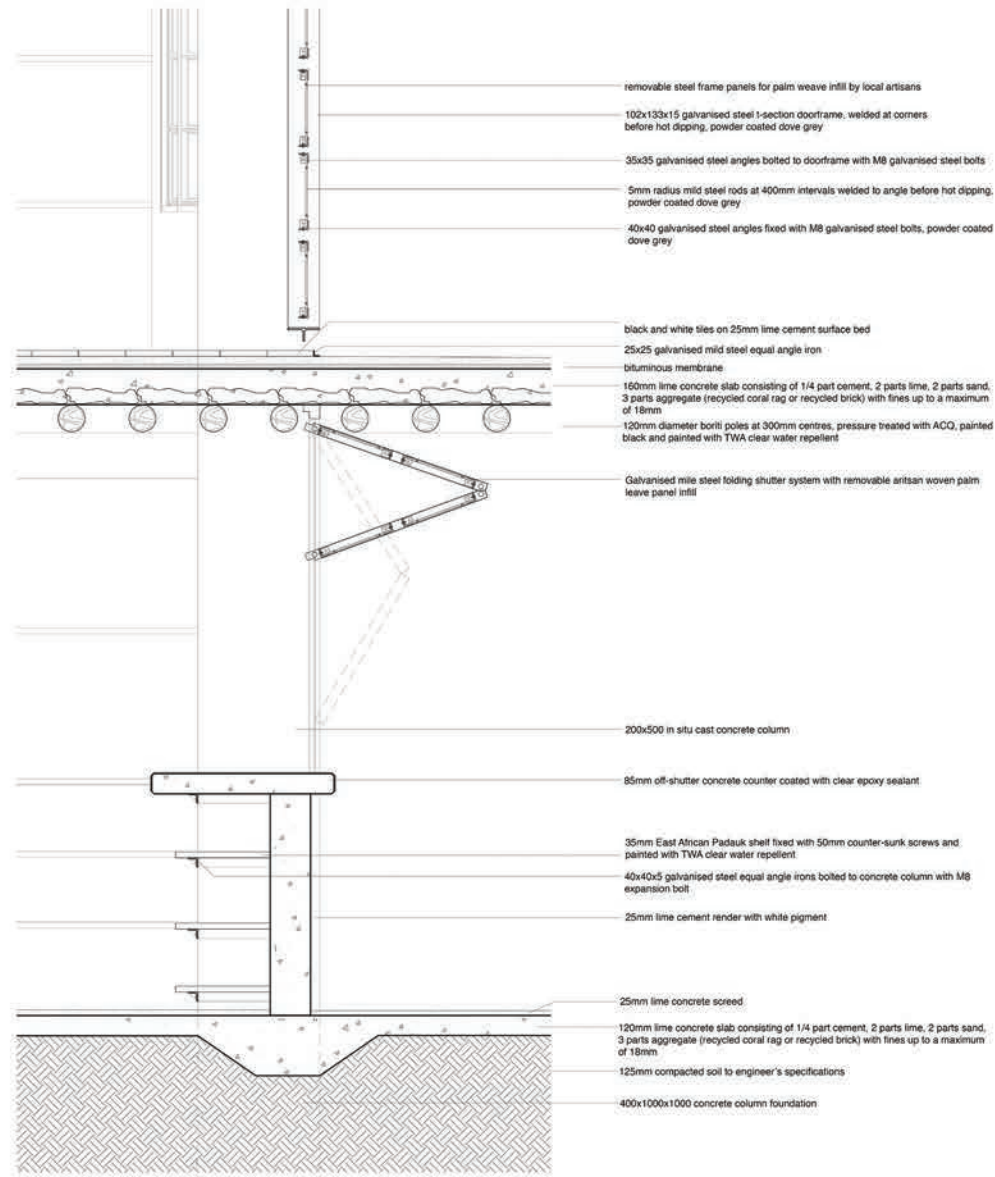 removable steel frame panels for palm weave infill by local artisans
102x133x15 galvanised steel t-section doorframe, welded at corners
before hot dipping, powder coated dove grey
35x35 galvanised steel angles bolted to doorframe with M8 galvanised steel bolts
5mm radius mild steel rods at 400mm intervals welded to angle before hot dipping,
powder coated dove grey
40x40 galvanised steel angles fixed with M8 galvanised steel bolts, powder coated
dove grey
black and white tiles on 25mm lime cement surface bed
25x25 galvanised mild steel equal angle iron
bituminous membrane
160mm lime concrete slab consisting of 1/4 part cement, 2 parts lime, 2 parts sand,
3 parts aggregate (recycled coral rag or recycled brick) with fines up to a maximum
of 18mm
120mm diameter boriti poles at 300mm centres, pressure treated with ACQ, painted
black and painted with TWA clear water repellent
Galvanised mile steel folding shutter system with removable aritsan woven palm
leave panel infill
200x500 in situ cast concrete column
85mm off-shutter concrete counter coated with clear epoxy sealant
35mm East African Padauk shelf fixed with 50mm counter-sunk screws and
painted with TWA clear water repellent
40x40x5 galvanised steel equal angle irons bolted to concrete column with M8
expansion bolt
25mm lime cement render with white pigment
25mm lime concrete screed
120mm lime concrete slab consisting of 1/4 part cement, 2 parts lime, 2 parts sand,
3 parts aggregate (recycled coral rag or recycled brick) with fines up to a maximum
of 18mm
125mm compacted soil to engineer's specifications
400x1000x1000 concrete column foundation